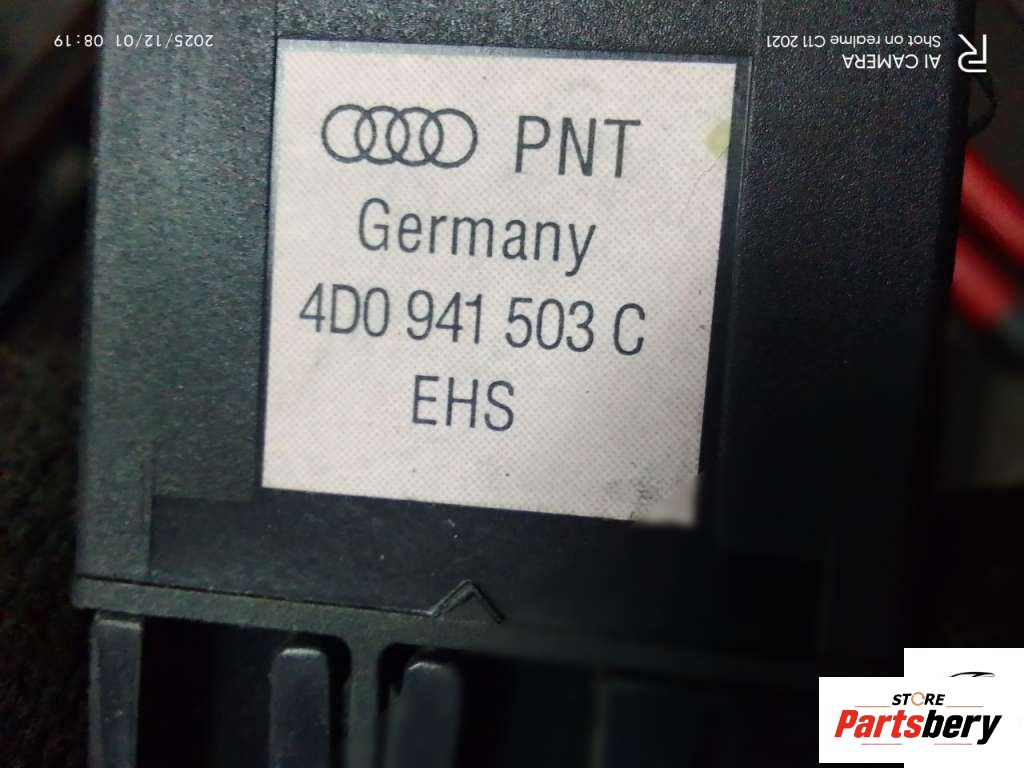 PNT
Germany
4D0 941 503 C
EHS
2025/12/01 08:19
AI CAMERA
Shot on realme C11 2021
STORE
Partsbery